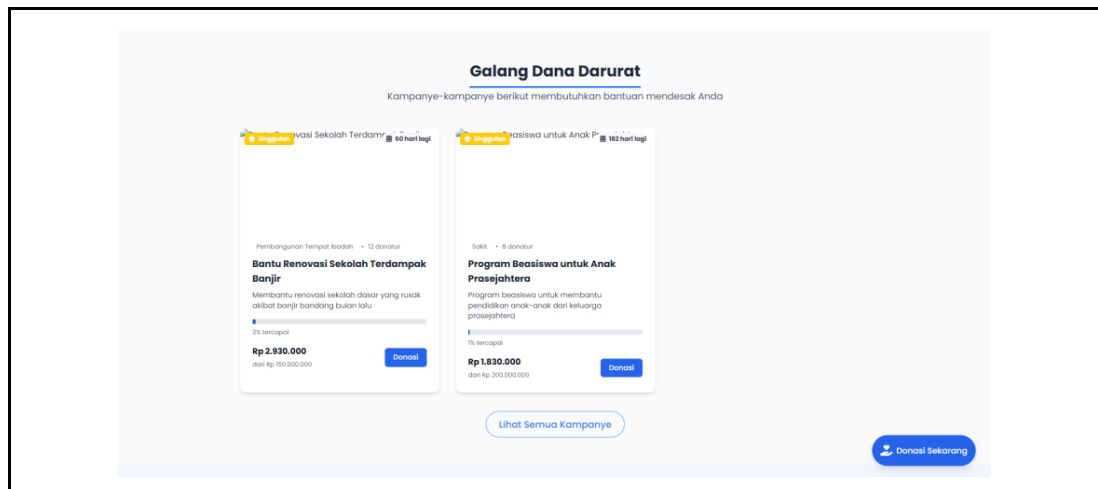 Galang Dana Darurat
Kampanye-kampanye berikut membutuhkan bantuan mendesak Anda
Unggulan
Sekolah Terdampak
60 hari lagi
Pembangunan Tempat Ibadah • 12 donatur
Bantu Renovasi Sekolah Terdampak
Banjir
Membantu renovasi sekolah dasar yang rusak
akibat banjir bandang bulan lalu
2% tercapai
Rp 2.930.000
dari Rp 150.000.000
Donasi
Unggulan
untuk Anak
182 hari lagi
Sakit • 8 donatur
Program Beasiswa untuk Anak
Prasejahtera
Program beasiswa untuk membantu
pendidikan anak-anak dari keluarga
prasejahtera
1% tercapai
Rp 1.830.000
dari Rp 200.000.000
Donasi
Lihat Semua Kampanye
Donasi Sekarang